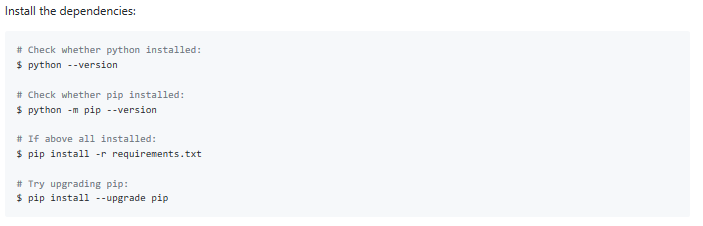 Install the dependencies:
# Check whether python installed:
$ python --version
# Check whether pip installed:
$ python -m pip --version
# If above all installed:
$ pip install -r requirements.txt
# Try upgrading pip:
$ pip install --upgrade pip